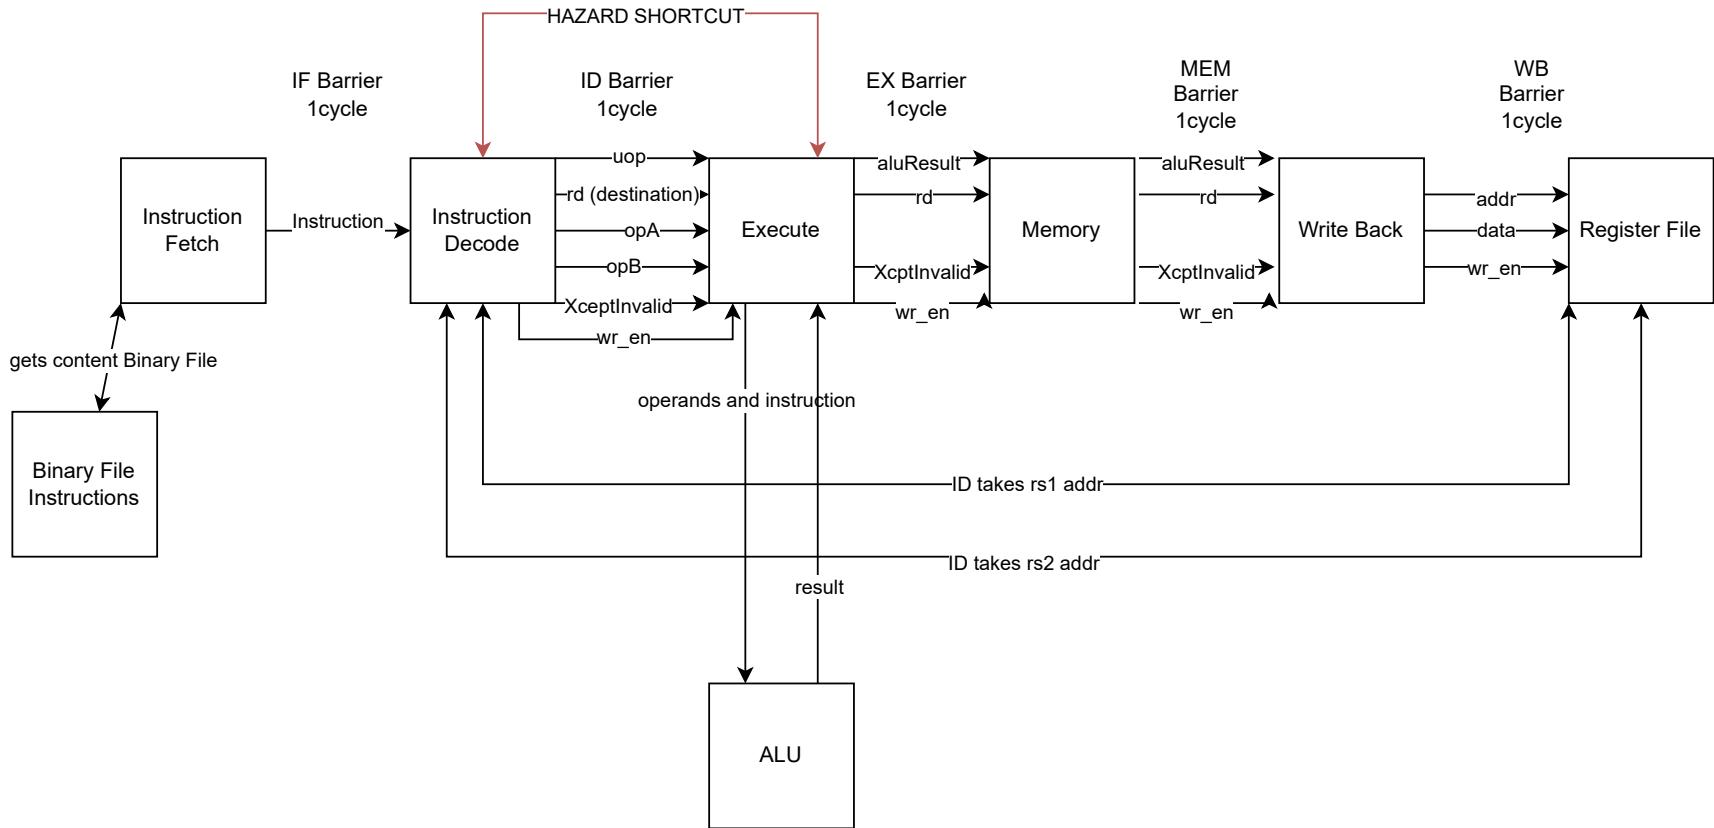 HAZARD SHORTCUT
IF Barrier
1cycle
ID Barrier
1cycle
EX Barrier
1cycle
MEM
Barrier
1cycle
WB
Barrier
1cycle
Instruction
Fetch
Instruction
Instruction
Decode
uop
rd (destination)
opA
opB
XceptInvalid
wr_en
Execute
aluResult
rd
XcptInvalid
wr_en
Memory
aluResult
rd
XcptInvalid
wr_en
Write Back
addr
data
wr_en
Register File
gets content Binary File
Binary File
Instructions
operands and instruction
ID takes rs1 addr
ID takes rs2 addr
result
ALU